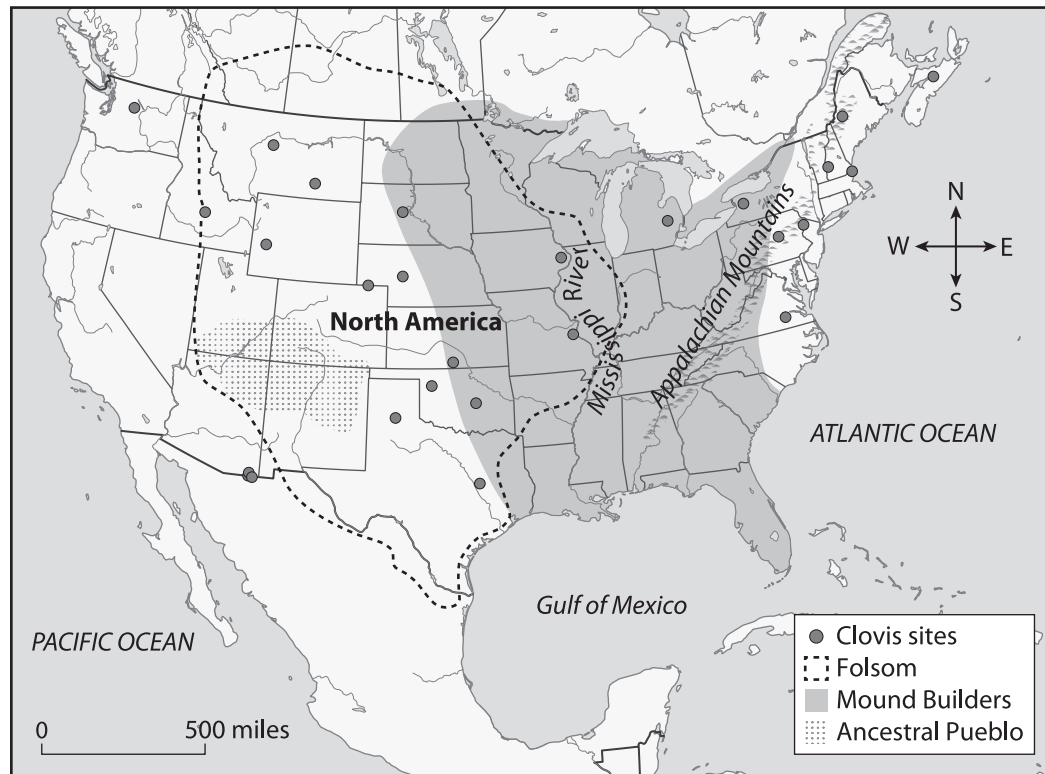 N
W E
S
North America
Mississippi River
Appalachian Mountains
ATLANTIC OCEAN
Gulf of Mexico
PACIFIC OCEAN
0 500 miles
Clovis sites
Folsom
Mound Builders
Ancestral Pueblo